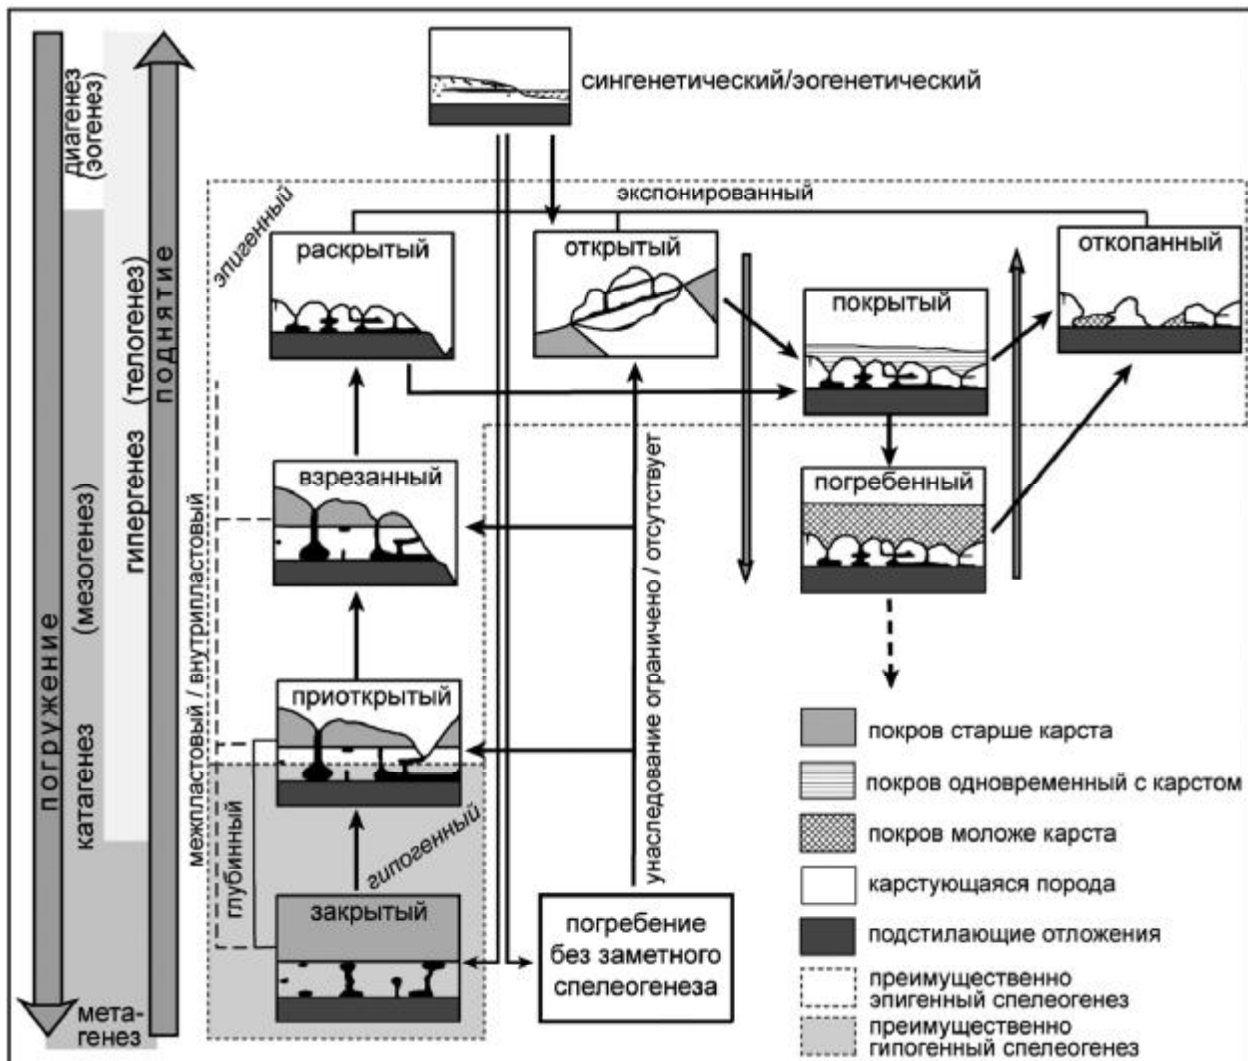 диагенез
(эогенез)
сингенетический/эогенетический
экспонированный
эпигенный
раскрытый
открытый
откопанный
покрытый
ПОДНЯТИЕ
(телогенез)
гипергенез
(мезогенез)
катагенез
ПОГРУЖЕНИЕ
мета-
генез
взрезанный
погребенный
межпластовый / внутрипластовый
унаследование ограничено / отсутствует
приоткрытый
глубинный
гипогенный
закрытый
погребение
без заметного
спелеогенеза
покров старше карста
покров одновременный с карстом
покров моложе карста
карстующаяся порода
подстилающие отложения
преимущественно
эпигенный спелеогенез
преимущественно
гипогенный спелеогенез